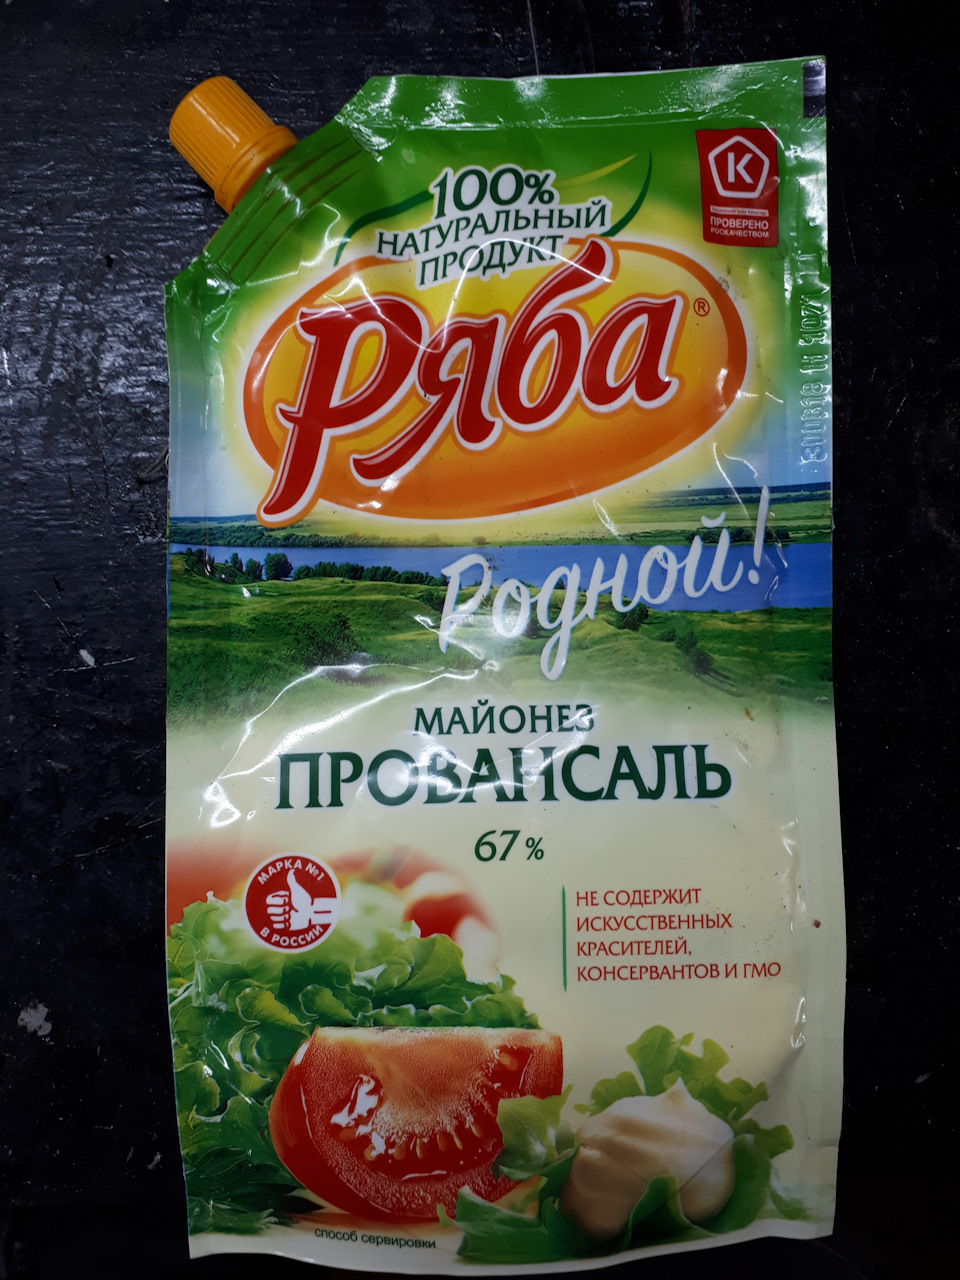 100%
НАТУРАЛЬНЫЙ
ПРОДУКТ
К
ПРОВЕРЕНО
РОСКАЧЕСТВОМ
Ряба®
Родной!
МАЙОНЕЗ
ПРОВАНСАЛЬ
67%
МАРКА №1
В РОССИИ
НЕ СОДЕРЖИТ
ИСКУССТВЕННЫХ
КРАСИТЕЛЕЙ,
КОНСЕРВАНТОВ И ГМО
способ сервировки